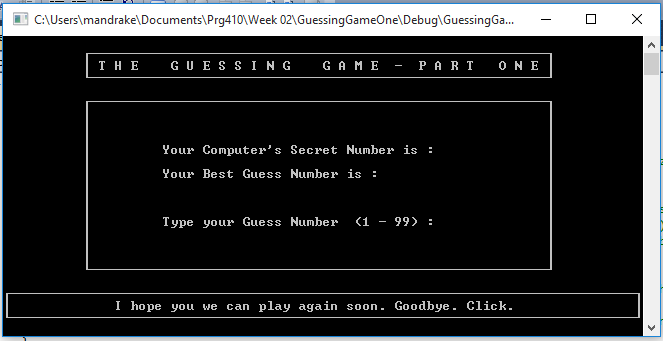 C:\Users\mandrake\Documents\Prg410\Week 02\GuessingGameOne\Debug\GuessingGa...
T H E G U E S S I N G G A M E - P A R T O N E
Your Computer's Secret Number is :
Your Best Guess Number is :
Type your Guess Number (1 - 99) :
I hope you we can play again soon. Goodbye. Click.